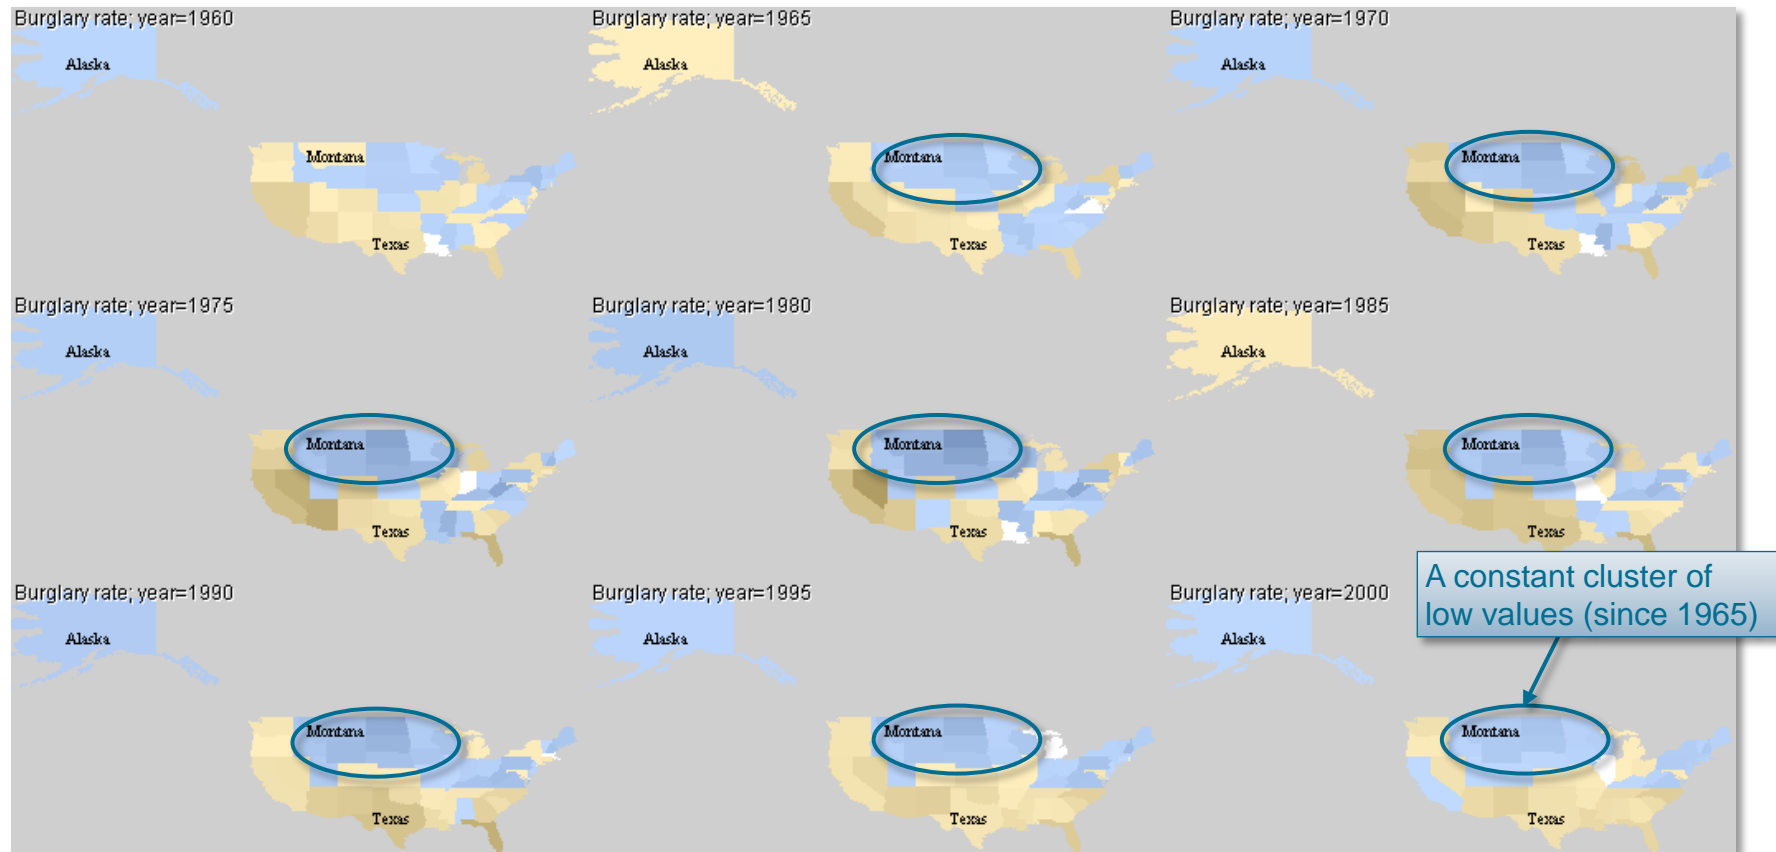 Burglary rate; year=1960
Alaska
Montana
Texas
Burglary rate; year=1965
Alaska
Montana
Texas
Burglary rate; year=1970
Alaska
Montana
Texas
Burglary rate; year=1975
Alaska
Montana
Texas
Burglary rate; year=1980
Alaska
Montana
Texas
Burglary rate; year=1985
Alaska
Montana
Texas
Burglary rate; year=1990
Alaska
Montana
Texas
Burglary rate; year=1995
Alaska
Montana
Texas
Burglary rate; year=2000
A constant cluster of
low values (since 1965)
Alaska
Montana
Texas